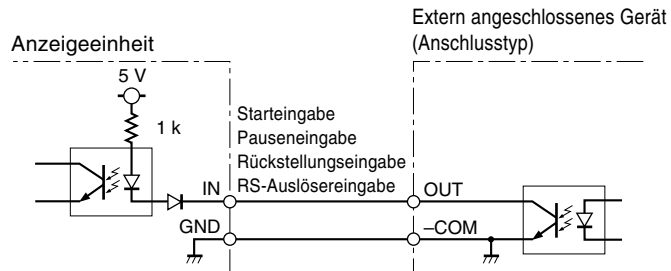 Extern angeschlossenes Gerät
(Anschlusstyp)
Anzeigeeinheit
5 V
1 k
Starteingabe
Pauseneingabe
Rückstellungseingabe
RS-Auslösereingabe
IN
OUT
GND
–COM